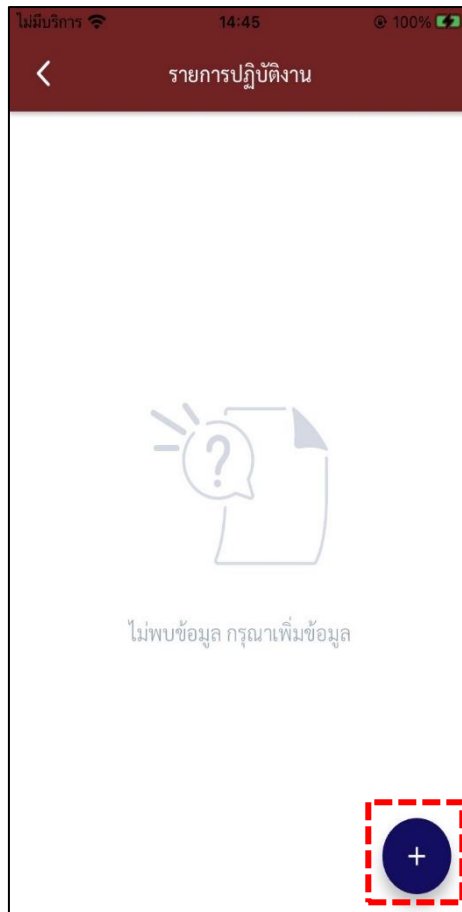 ไม่มีบริการ 14:45 100%
รายการปฏิบัติงาน
?
ไม่พบข้อมูล กรุณาเพิ่มข้อมูล
+